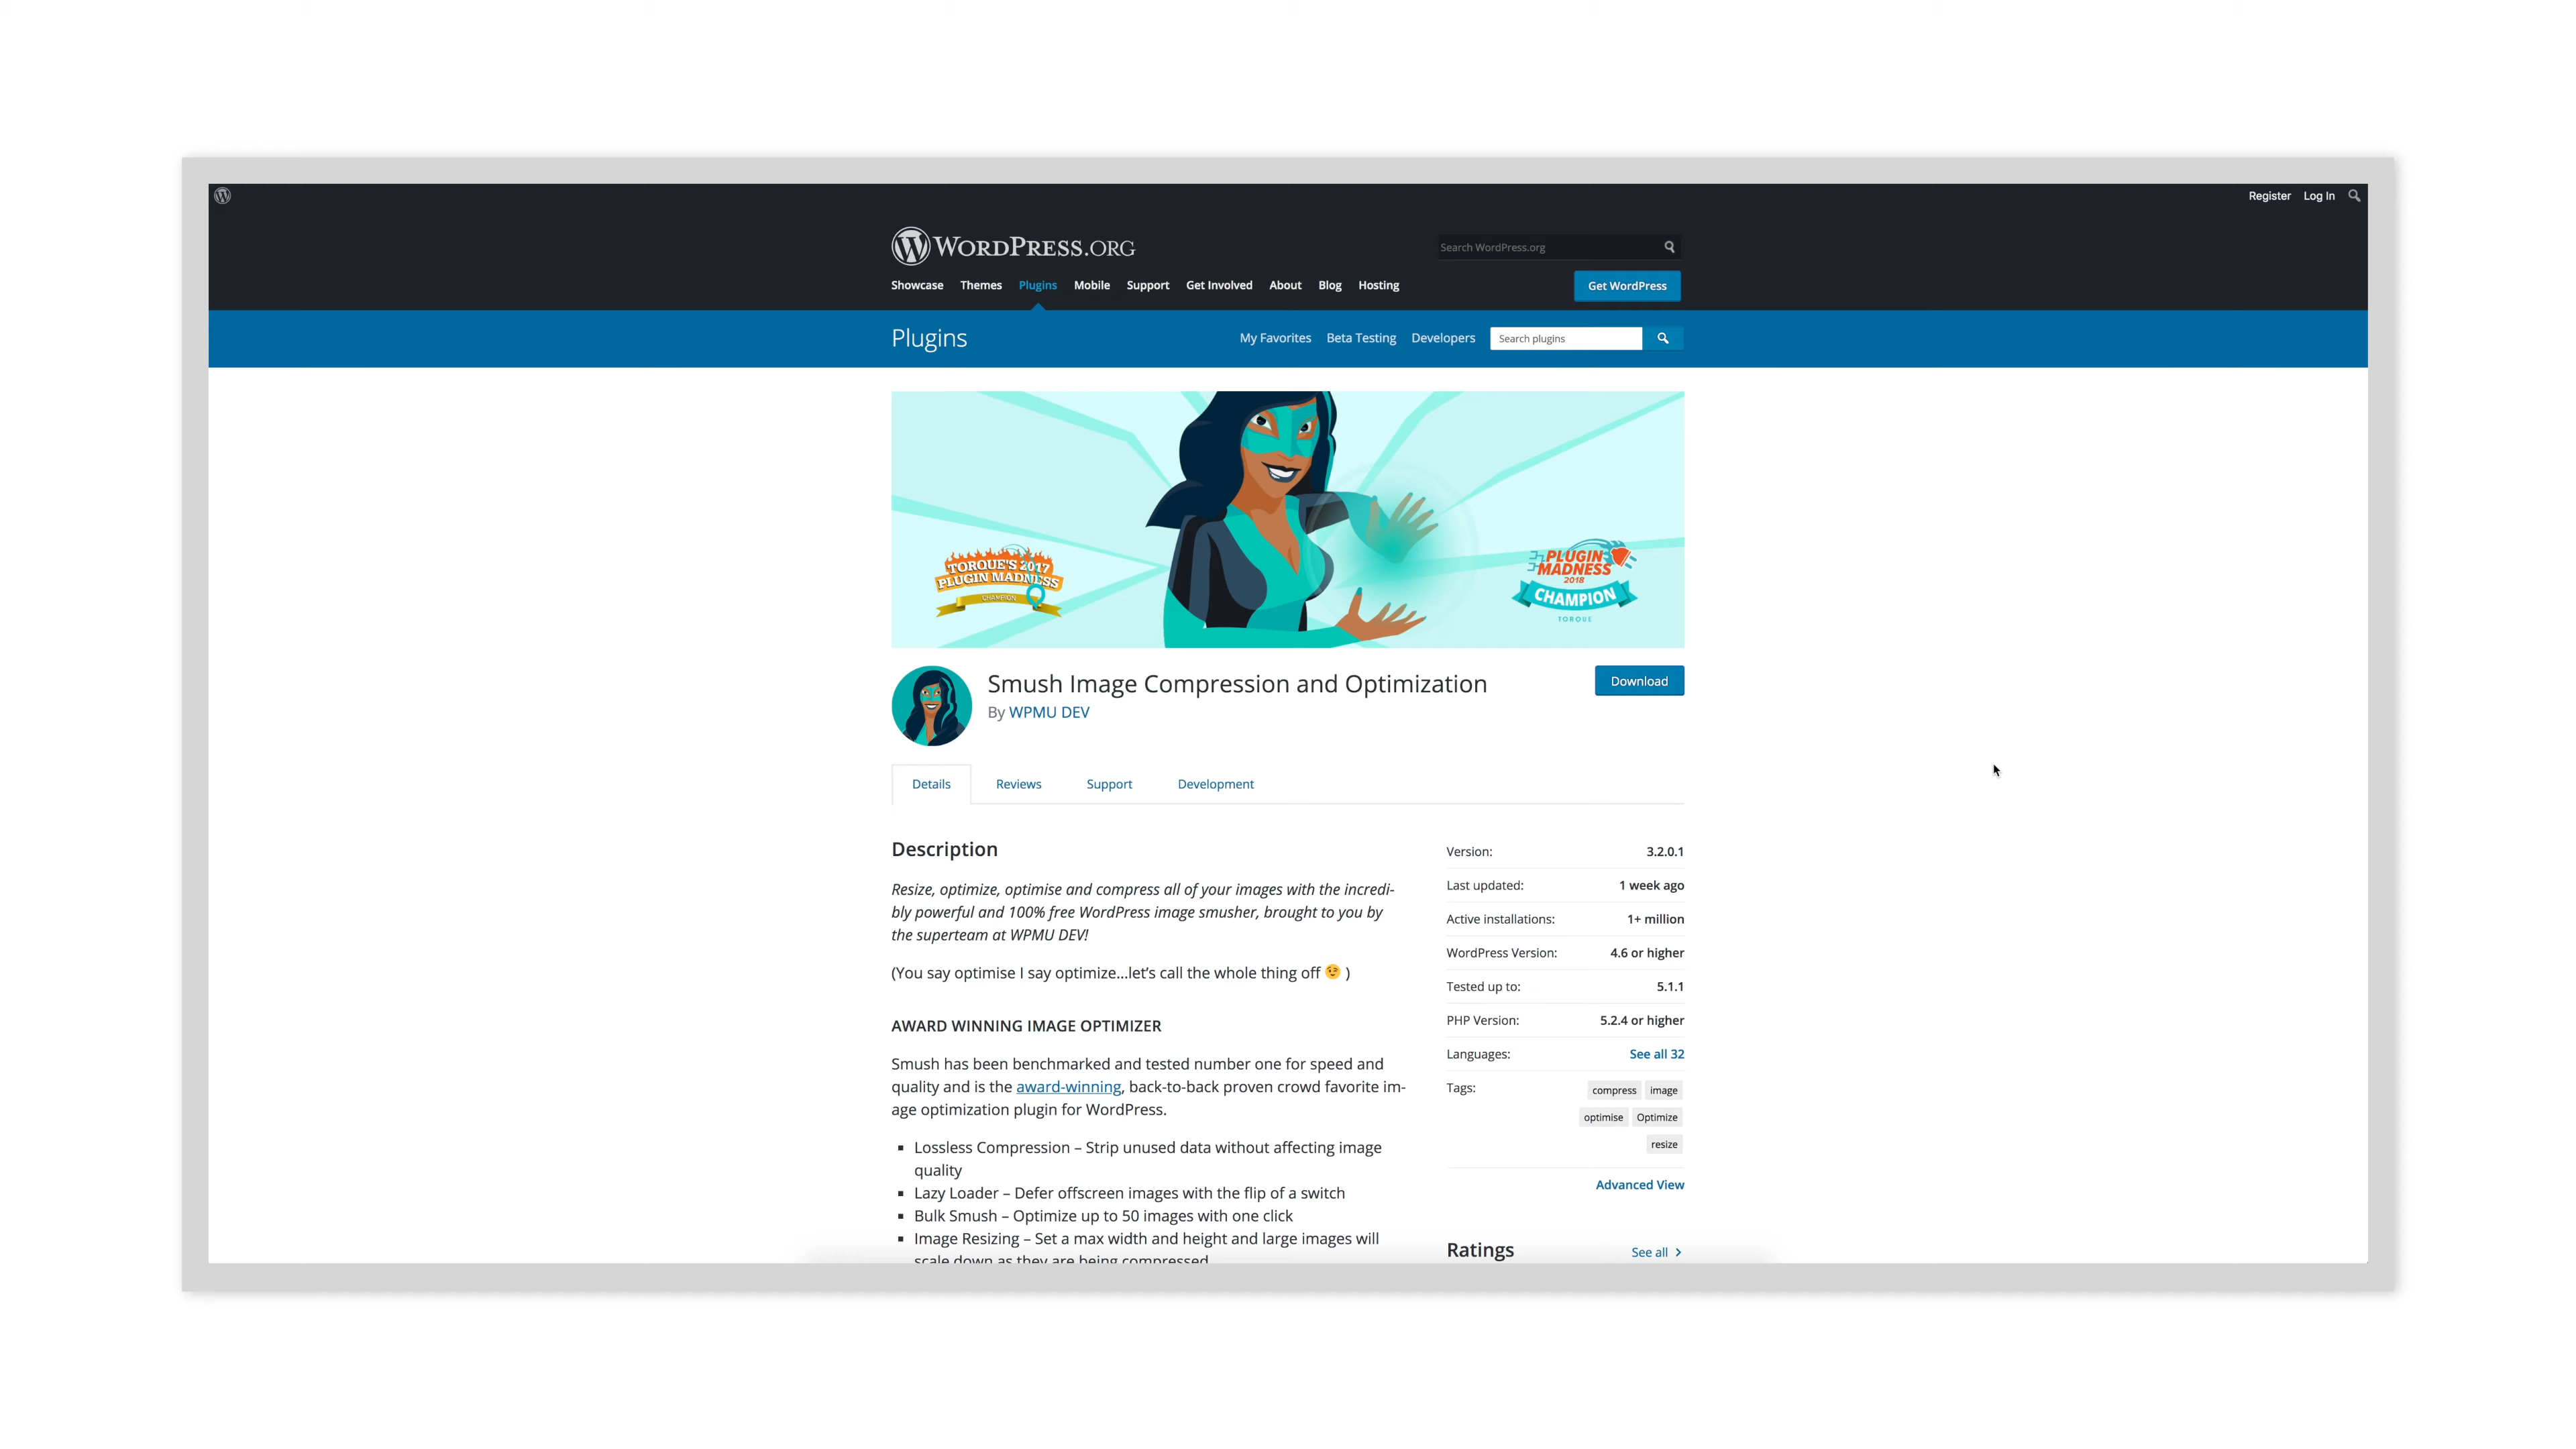 Register Log In
WORDPRESS.ORG
Search WordPress.org
Showcase Themes Plugins Mobile Support Get Involved About Blog Hosting
Get WordPress
Plugins
My Favorites Beta Testing Developers
Search plugins
TORQUE'S 2017
PLUGIN MADNESS
CHAMPION
PLUGIN
MADNESS
2018
CHAMPION
TORQUE
Smush Image Compression and Optimization
By WPMU DEV
Download
Details Reviews Support Development
Description
Resize, optimize, optimise and compress all of your images with the incredi-
bly powerful and 100% free WordPress image smusher, brought to you by
the superteam at WPMU DEV!
(You say optimise I say optimize...let's call the whole thing off 😉 )
AWARD WINNING IMAGE OPTIMIZER
Smush has been benchmarked and tested number one for speed and
quality and is the award-winning, back-to-back proven crowd favorite im-
age optimization plugin for WordPress.
▪ Lossless Compression – Strip unused data without affecting image
quality
▪ Lazy Loader – Defer offscreen images with the flip of a switch
▪ Bulk Smush – Optimize up to 50 images with one click
▪ Image Resizing – Set a max width and height and large images will
scale down as they are being compressed
Version: 3.2.0.1
Last updated: 1 week ago
Active installations: 1+ million
WordPress Version: 4.6 or higher
Tested up to: 5.1.1
PHP Version: 5.2.4 or higher
Languages: See all 32
Tags: compress image
optimise Optimize
resize
Advanced View
Ratings See all